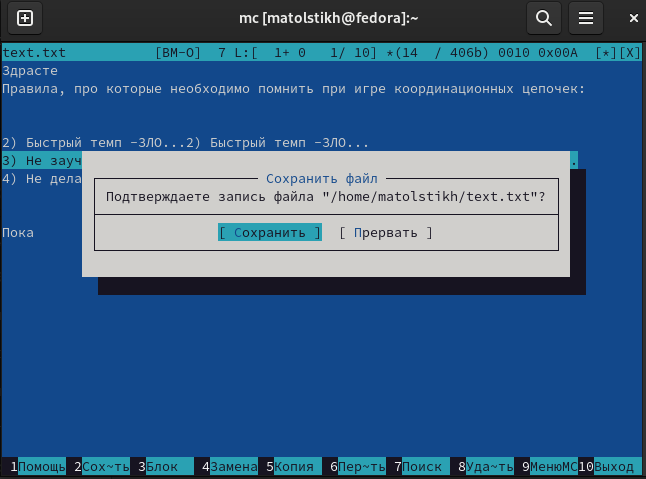 mc [matolstikh@fedora]:~
text.txt [BM-O] 7 L:[ 1+ 0 1/ 10] *(14 / 406b) 0010 0x00A [*][X]
Здрасте
Правила, про которые необходимо помнить при игре координационных цепочек:
2) Быстрый темп -ЗЛО...2) Быстрый темп -ЗЛО...
3) Не зауч .
4) Не дела
Сохранить файл
Подтверждаете запись файла "/home/matolstikh/text.txt"?
[ Сохранить ] [ Прервать ]
Пока
1Помощь 2Сох~ть 3Блок 4Замена 5Копия 6Пер~ть 7Поиск 8Уда~ть 9МенюMC 10Выход